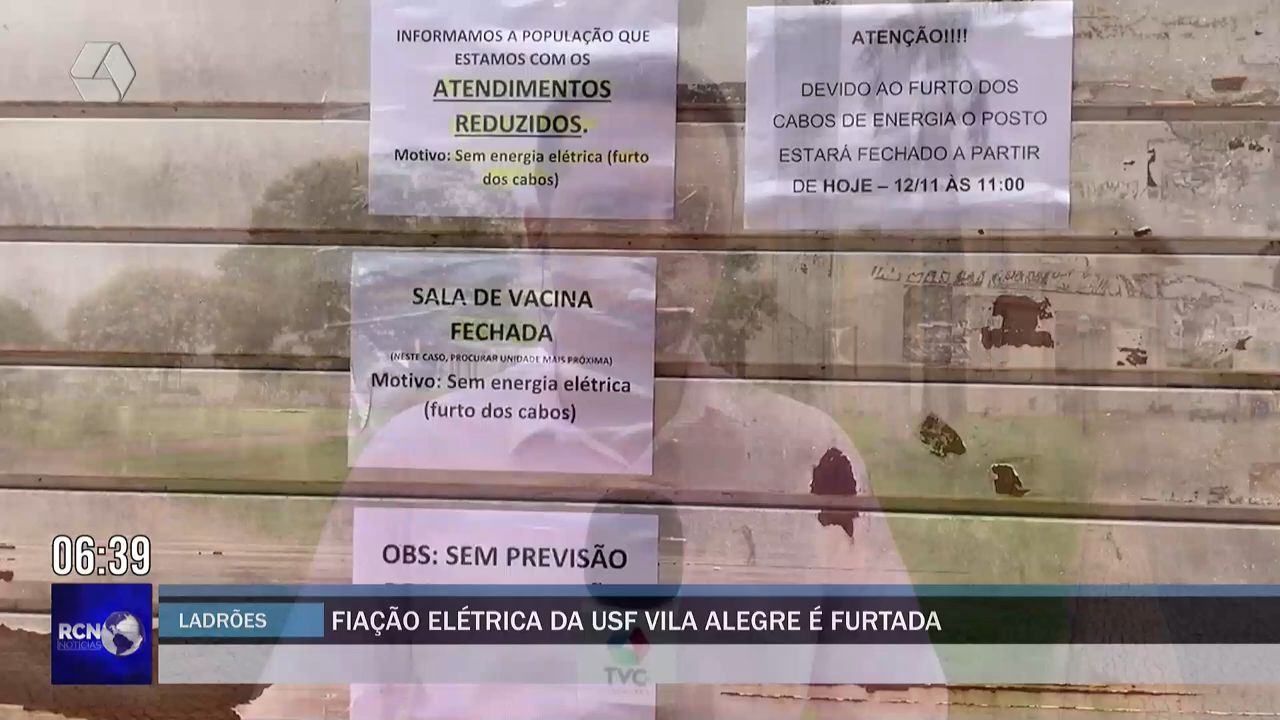 INFORMAMOS A POPULAÇÃO QUE
ESTAMOS COM OS
ATENDIMENTOS
REDUZIDOS.
Motivo: Sem energia elétrica (furto
dos cabos)
ATENÇÃO!!!!
DEVIDO AO FURTO DOS
CABOS DE ENERGIA O POSTO
ESTARÁ FECHADO A PARTIR
DE HOJE – 12/11 ÀS 11:00
SALA DE VACINA
FECHADA
(NESTE CASO, PROCURAR UNIDADE MAIS PRÓXIMA)
Motivo: Sem energia elétrica
(furto dos cabos)
OBS: SEM PREVISÃO
06:39
RCN
NOTÍCIAS
LADRÕES
FIAÇÃO ELÉTRICA DA USF VILA ALEGRE É FURTADA
TVC